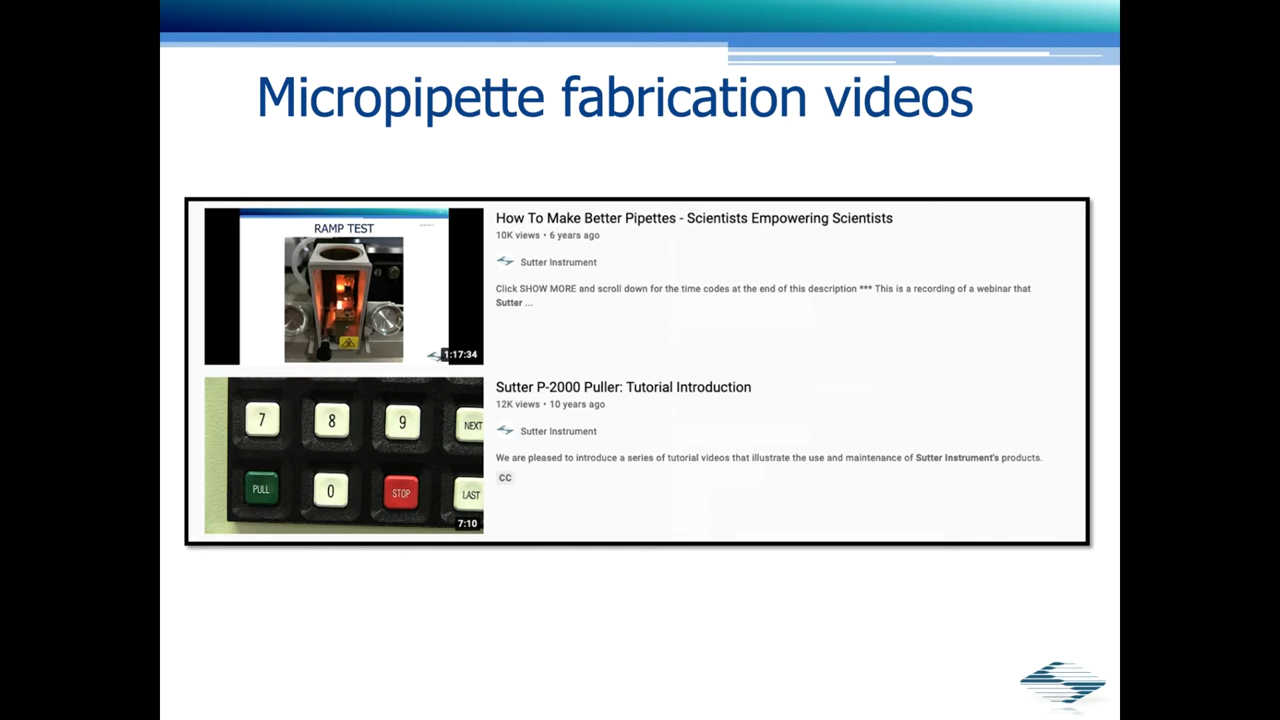 Micropipette fabrication videos
RAMP TEST
1:17:34
How To Make Better Pipettes - Scientists Empowering Scientists
10K views • 6 years ago
Sutter Instrument
Click SHOW MORE and scroll down for the time codes at the end of this description *** This is a recording of a webinar that
Sutter ...
7 8 9 NEXT
PULL 0 STOP LAST
7:10
Sutter P-2000 Puller: Tutorial Introduction
12K views • 10 years ago
Sutter Instrument
We are pleased to introduce a series of tutorial videos that illustrate the use and maintenance of Sutter Instrument's products.
CC